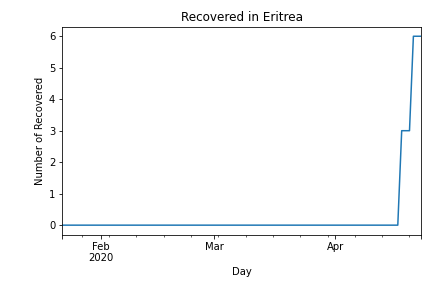 Recovered in Eritrea
Number of Recovered
6
5
4
3
2
1
0
Feb
2020
Mar
Apr
Day